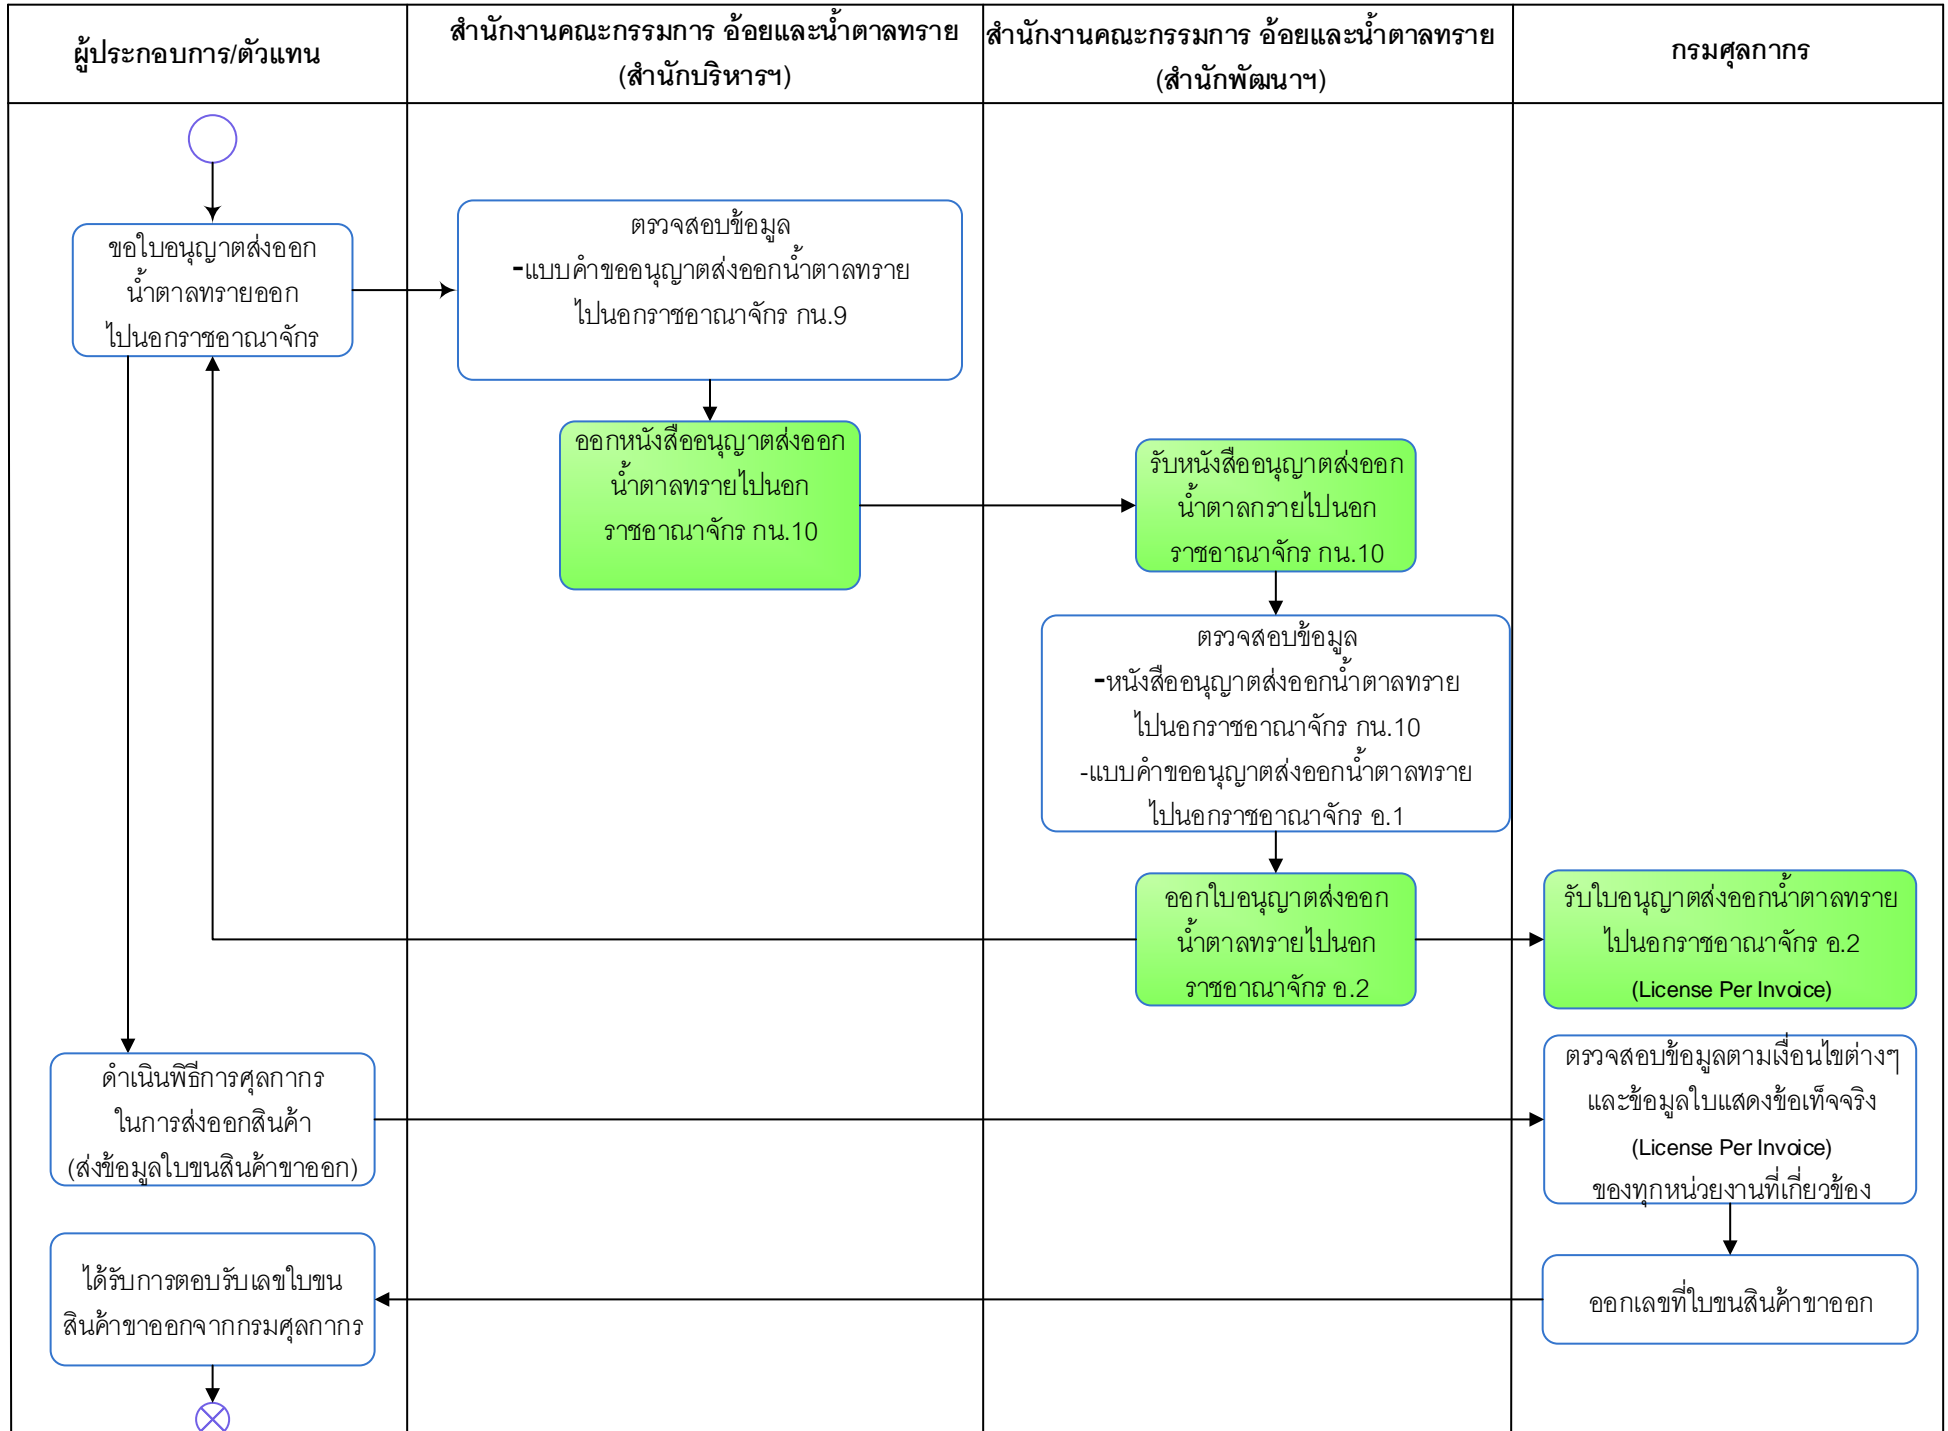 ผู้ประกอบการ/ตัวแทน
สำนักงานคณะกรรมการ อ้อยและน้ำตาลทราย
(สำนักบริหารฯ)
สำนักงานคณะกรรมการ อ้อยและน้ำตาลทราย
(สำนักพัฒนาฯ)
กรมศุลกากร
ขอใบอนุญาตส่งออก
น้ำตาลทรายออก
ไปนอกราชอาณาจักร
ตรวจสอบข้อมูล
-แบบคำขออนุญาตส่งออกน้ำตาลทราย
ไปนอกราชอาณาจักร กน.9
ออกหนังสืออนุญาตส่งออก
น้ำตาลทรายไปนอก
ราชอาณาจักร กน.10
รับหนังสืออนุญาตส่งออก
น้ำตาลกรายไปนอก
ราชอาณาจักร กน.10
ตรวจสอบข้อมูล
-หนังสืออนุญาตส่งออกน้ำตาลทราย
ไปนอกราชอาณาจักร กน.10
-แบบคำขออนุญาตส่งออกน้ำตาลทราย
ไปนอกราชอาณาจักร อ.1
ออกใบอนุญาตส่งออก
น้ำตาลทรายไปนอก
ราชอาณาจักร อ.2
รับใบอนุญาตส่งออกน้ำตาลทราย
ไปนอกราชอาณาจักร อ.2
(License Per Invoice)
ดำเนินพิธีการศุลกากร
ในการส่งออกสินค้า
(ส่งข้อมูลใบขนสินค้าขาออก)
ตรวจสอบข้อมูลตามเงื่อนไขต่างๆ
และข้อมูลใบแสดงข้อเท็จจริง
(License Per Invoice)
ของทุกหน่วยงานที่เกี่ยวข้อง
ได้รับการตอบรับเลขใบขน
สินค้าขาออกจากกรมศุลกากร
ออกเลขที่ใบขนสินค้าขาออก